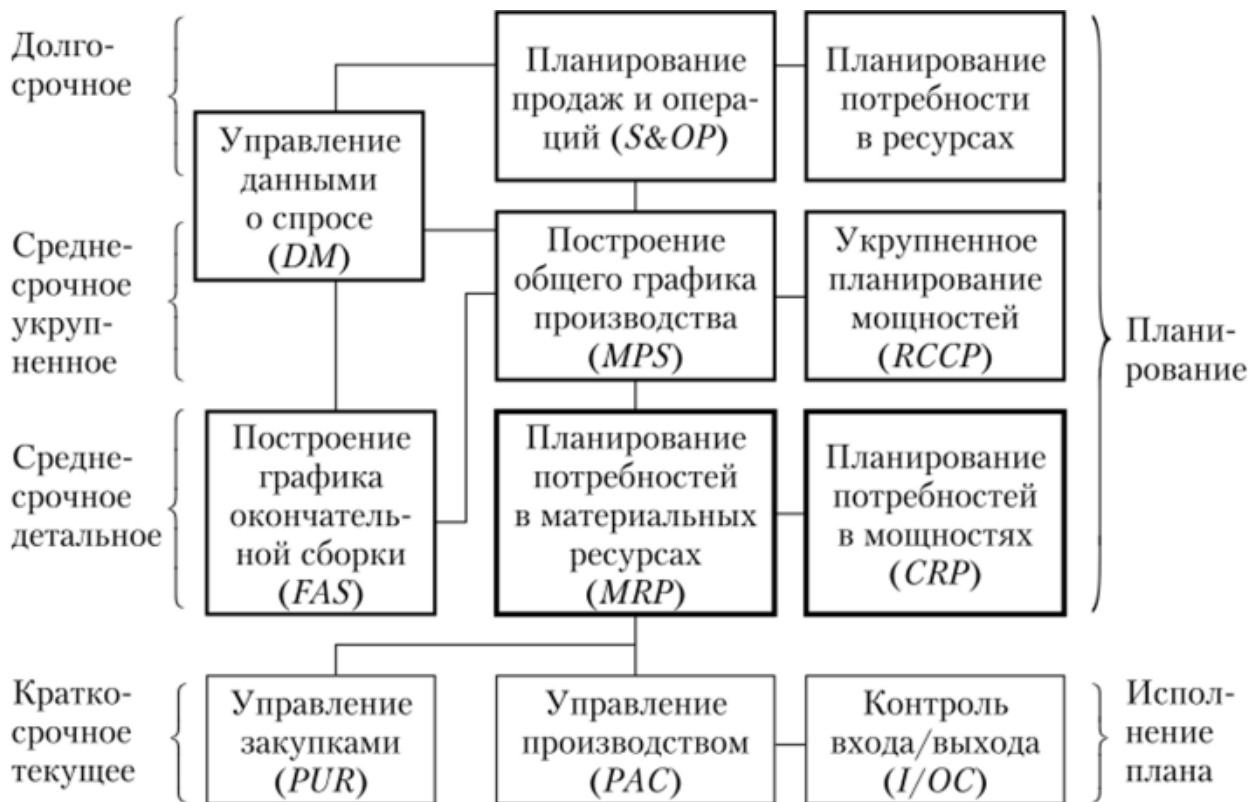 Долго-
срочное
Планирование
продаж и опера-
ций (S&OP)
Планирование
потребности
в ресурсах
Управление
данными
о спросе
(DM)
Средне-
срочное
укруп-
ненное
Построение
общего графика
производства
(MPS)
Укрупненное
планирование
мощностей
(RCCP)
Плани-
рование
Средне-
срочное
детальное
Построение
графика
окончатель-
ной сборки
(FAS)
Планирование
потребностей
в материальных
ресурсах
(MRP)
Планирование
потребностей
в мощностях
(CRP)
Кратко-
срочное
текущее
Управление
закупками
(PUR)
Управление
производством
(PAC)
Контроль
входа/выхода
(I/OC)
Испол-
нение
плана